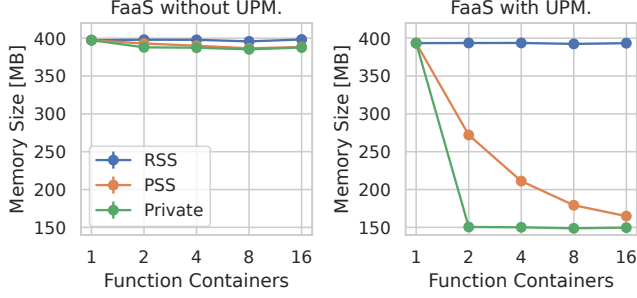 FaaS without UPM.
Memory Size [MB]
400
350
300
250
200
150
RSS
PSS
Private
1 2 4 8 16
Function Containers
FaaS with UPM.
Memory Size [MB]
400
350
300
250
200
150
1 2 4 8 16
Function Containers